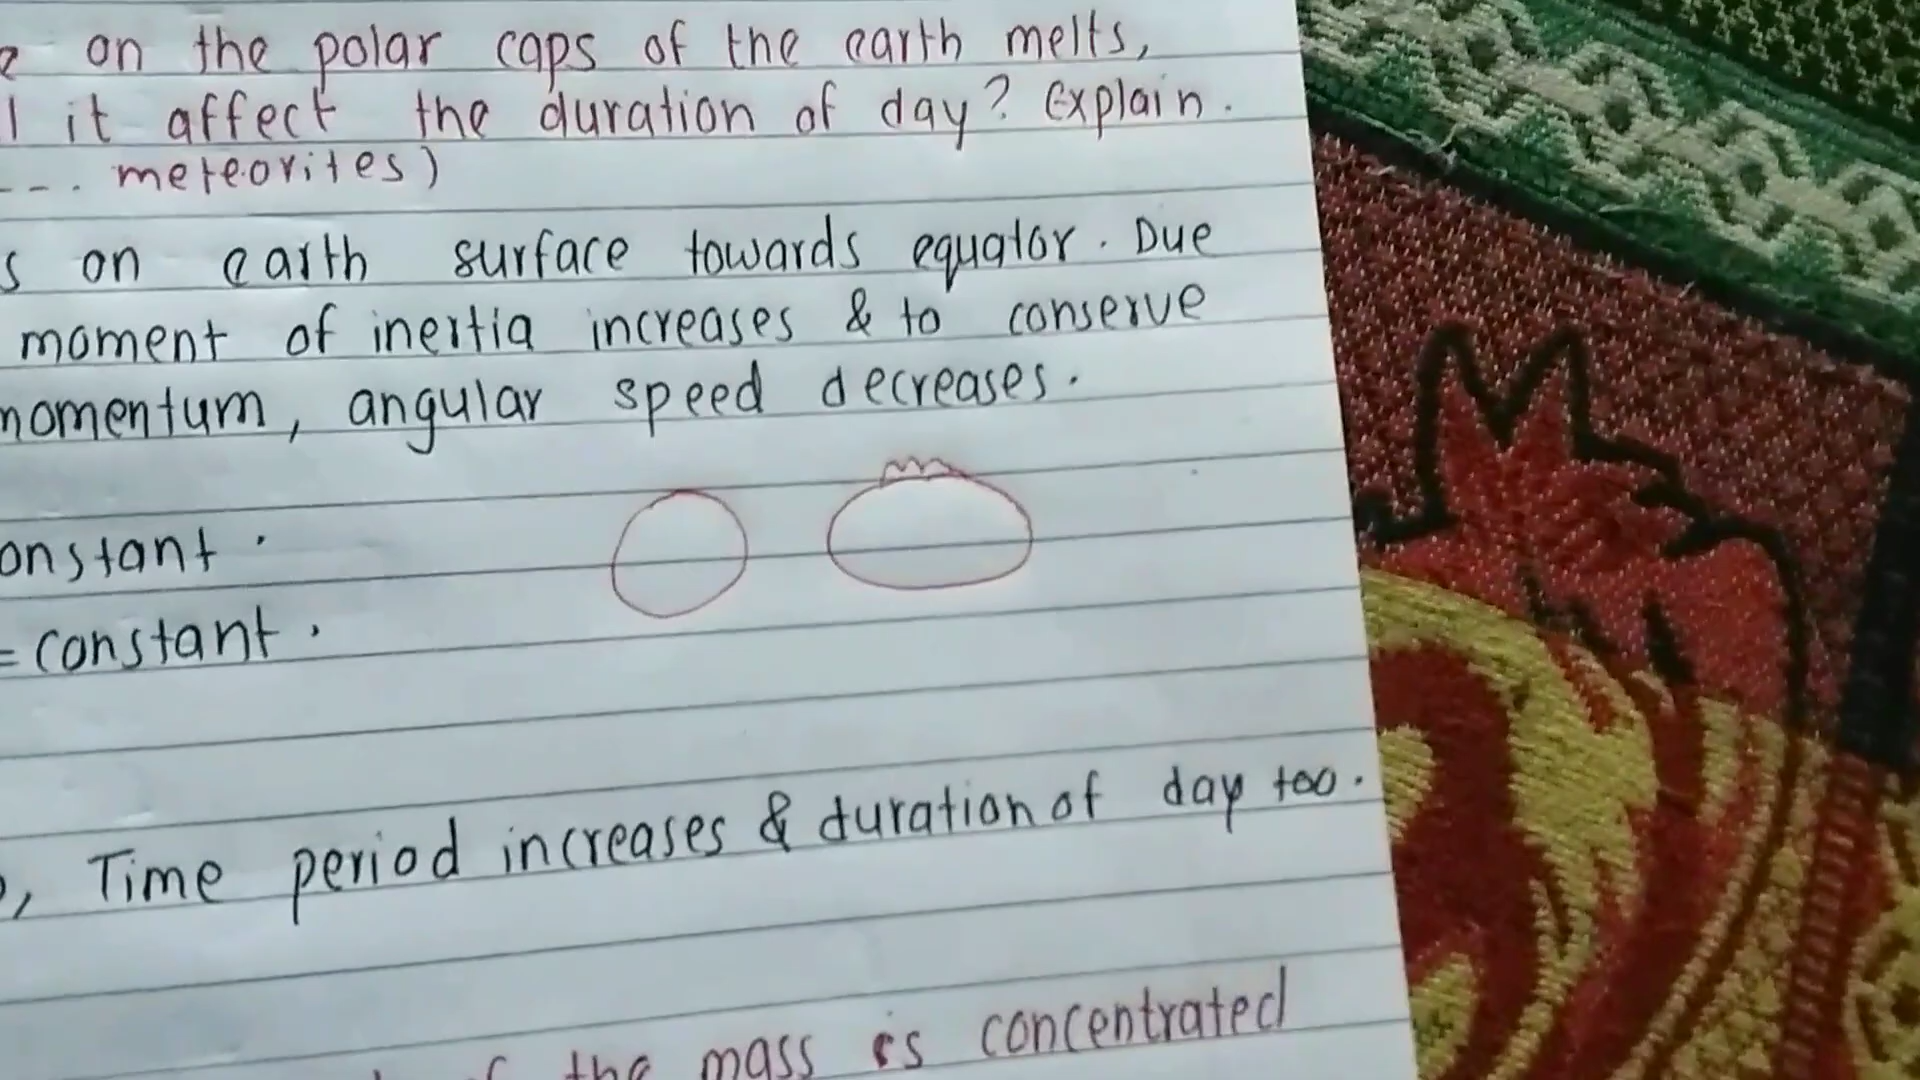 on the polar caps of the earth melts,
it affect the duration of day? Explain.
---. meteorites)
s on earth surface towards equator. Due
moment of inertia increases & to conserve
momentum, angular speed decreases.
onstant.
= constant.
, Time period increases & duration of day too.
the mass is concentrated